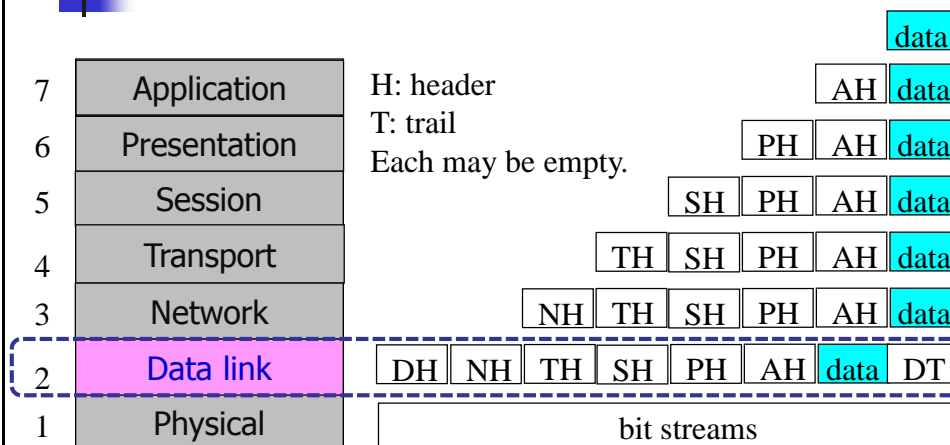 data
7 Application H: header AH data
T: trail
6 Presentation PH AH data
Each may be empty.
5 Session SH PH AH data
4 Transport TH SH PH AH data
3 Network NH TH SH PH AH data
2 Data link DH NH TH SH PH AH data DT
1 Physical bit streams